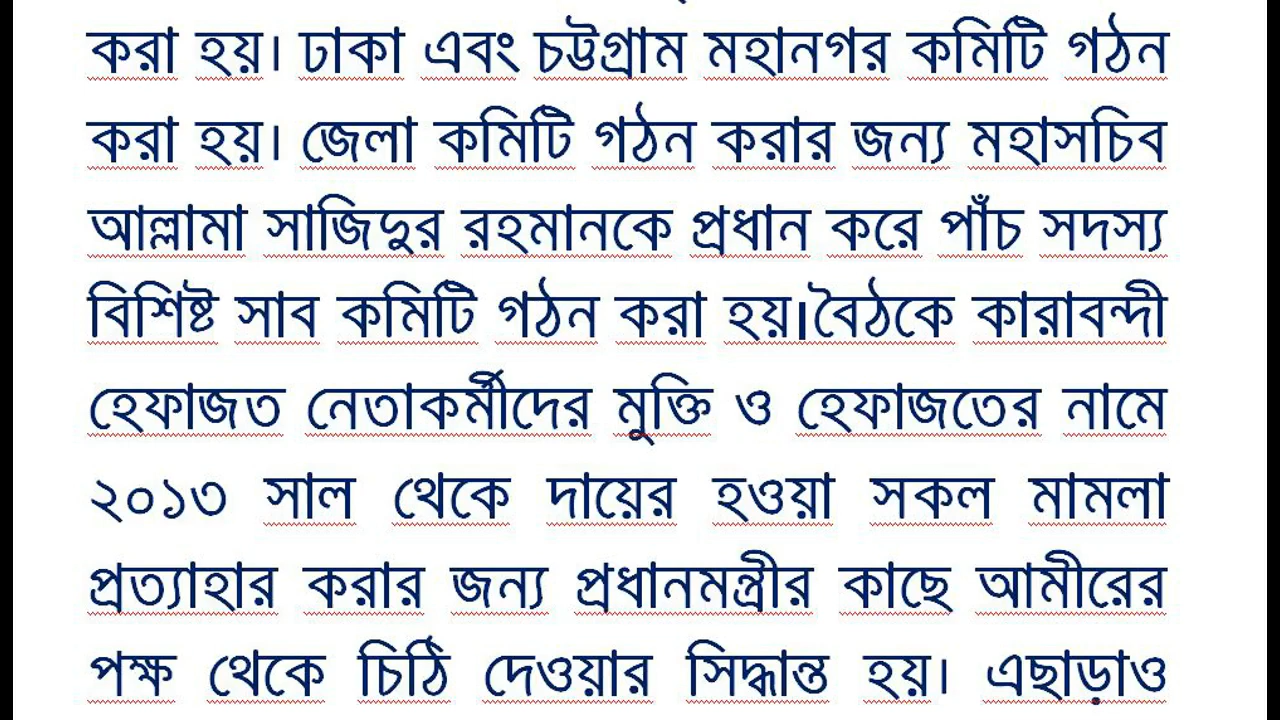 করা হয়। ঢাকা এবং চট্টগ্রাম মহানগর কমিটি গঠন
করা হয়। জেলা কমিটি গঠন করার জন্য মহাসচিব
আল্লামা সাজিদুর রহমানকে প্রধান করে পাঁচ সদস্য
বিশিষ্ট সাব কমিটি গঠন করা হয়।বৈঠকে কারাবন্দী
হেফাজত নেতাকর্মীদের মুক্তি ও হেফাজতের নামে
২০১৩ সাল থেকে দায়ের হওয়া সকল মামলা
প্রত্যাহার করার জন্য প্রধানমন্ত্রীর কাছে আমীরের
পক্ষ থেকে চিঠি দেওয়ার সিদ্ধান্ত হয়। এছাড়াও